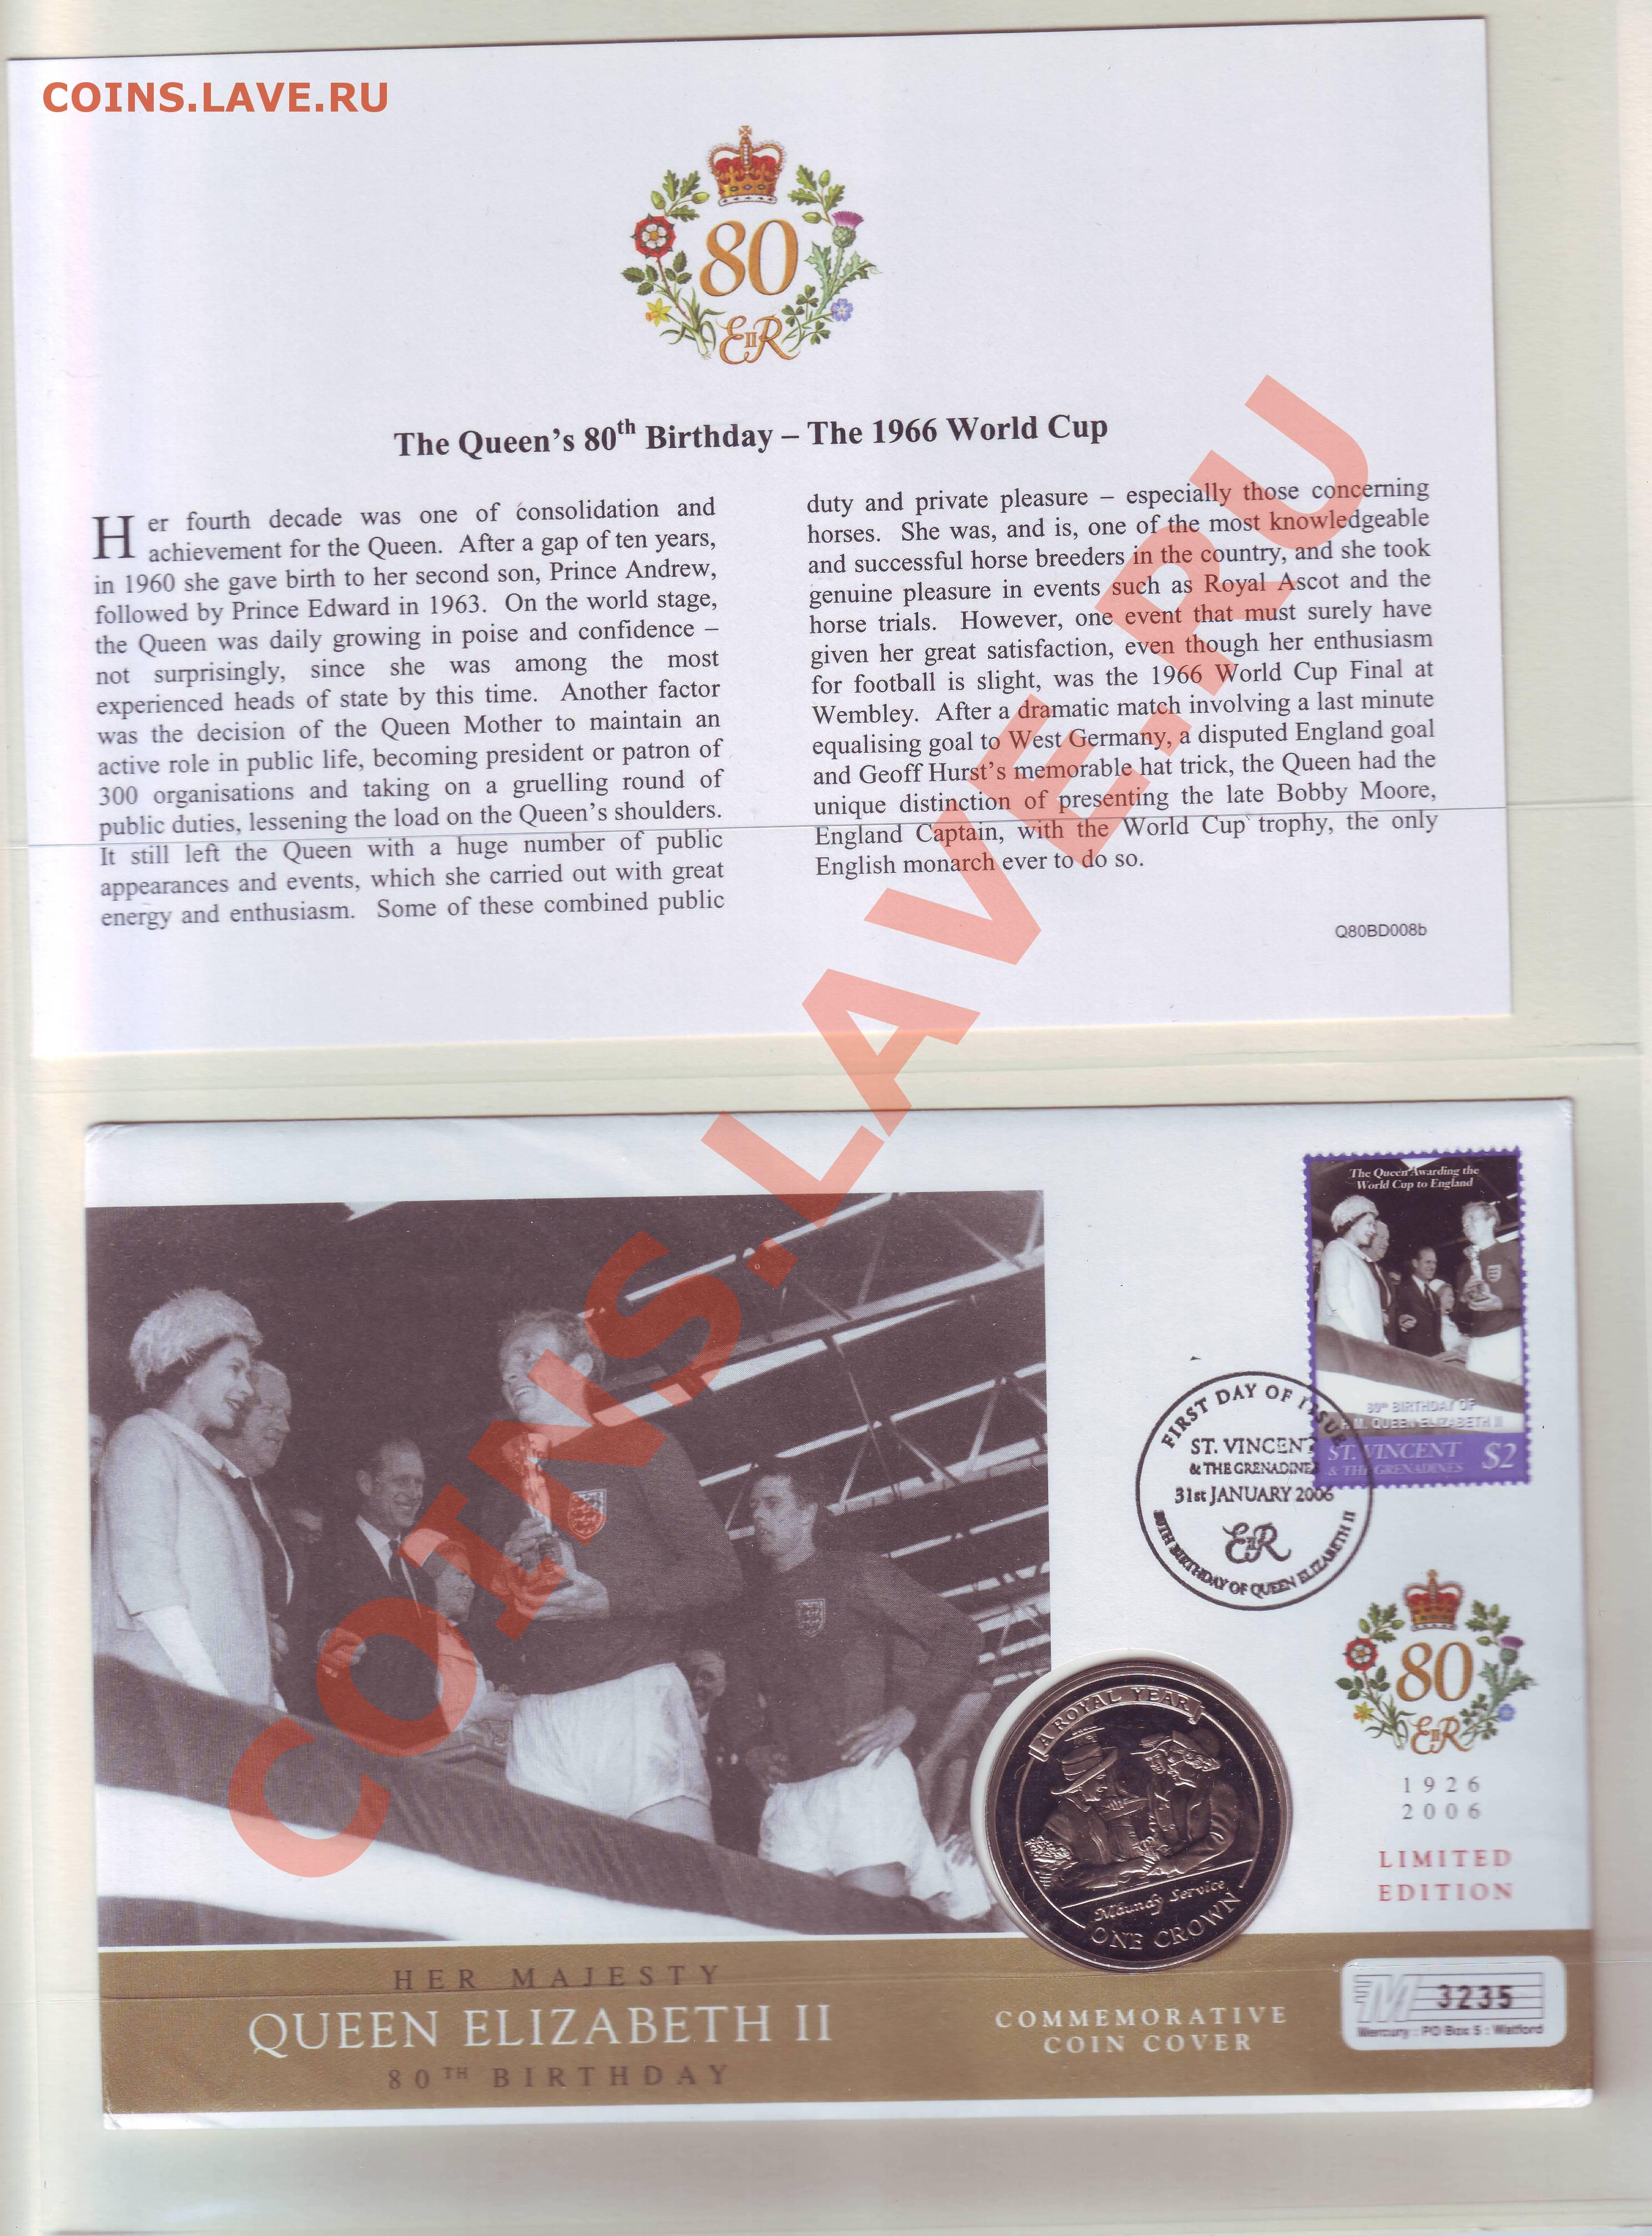 COINS.LAVE.RU
80
EIIR
The Queen's 80th Birthday – The 1966 World Cup
Her fourth decade was one of consolidation and
achievement for the Queen. After a gap of ten years,
in 1960 she gave birth to her second son, Prince Andrew,
followed by Prince Edward in 1963. On the world stage,
the Queen was daily growing in poise and confidence –
not surprisingly, since she was among the most
experienced heads of state by this time. Another factor
was the decision of the Queen Mother to maintain an
active role in public life, becoming president or patron of
300 organisations and taking on a gruelling round of
public duties, lessening the load on the Queen's shoulders.
It still left the Queen with a huge number of public
appearances and events, which she carried out with great
energy and enthusiasm. Some of these combined public
duty and private pleasure – especially those concerning
horses. She was, and is, one of the most knowledgeable
and successful horse breeders in the country, and she took
genuine pleasure in events such as Royal Ascot and the
horse trials. However, one event that must surely have
given her great satisfaction, even though her enthusiasm
for football is slight, was the 1966 World Cup Final at
Wembley. After a dramatic match involving a last minute
equalising goal to West Germany, a disputed England goal
and Geoff Hurst's memorable hat trick, the Queen had the
unique distinction of presenting the late Bobby Moore,
England Captain, with the World Cup trophy, the only
English monarch ever to do so.
Q80BD008b
COINS.LAVE.RU
The Queen Awarding the
World Cup to England
80th BIRTHDAY OF
H.M. QUEEN ELIZABETH II
ST. VINCENT
& THE GRENADINES
$2
FIRST DAY OF ISSUE
ST. VINCENT
& THE GRENADINES
31st JANUARY 2006
EIIR
80TH BIRTHDAY OF QUEEN ELIZABETH II
80
EIIR
1926
2006
LIMITED
EDITION
A ROYAL YEAR
Maundy Service
ONE CROWN
HER MAJESTY
QUEEN ELIZABETH II
80TH BIRTHDAY
COMMEMORATIVE
COIN COVER
M 3235
Mercury : PO Box 5 : Watford